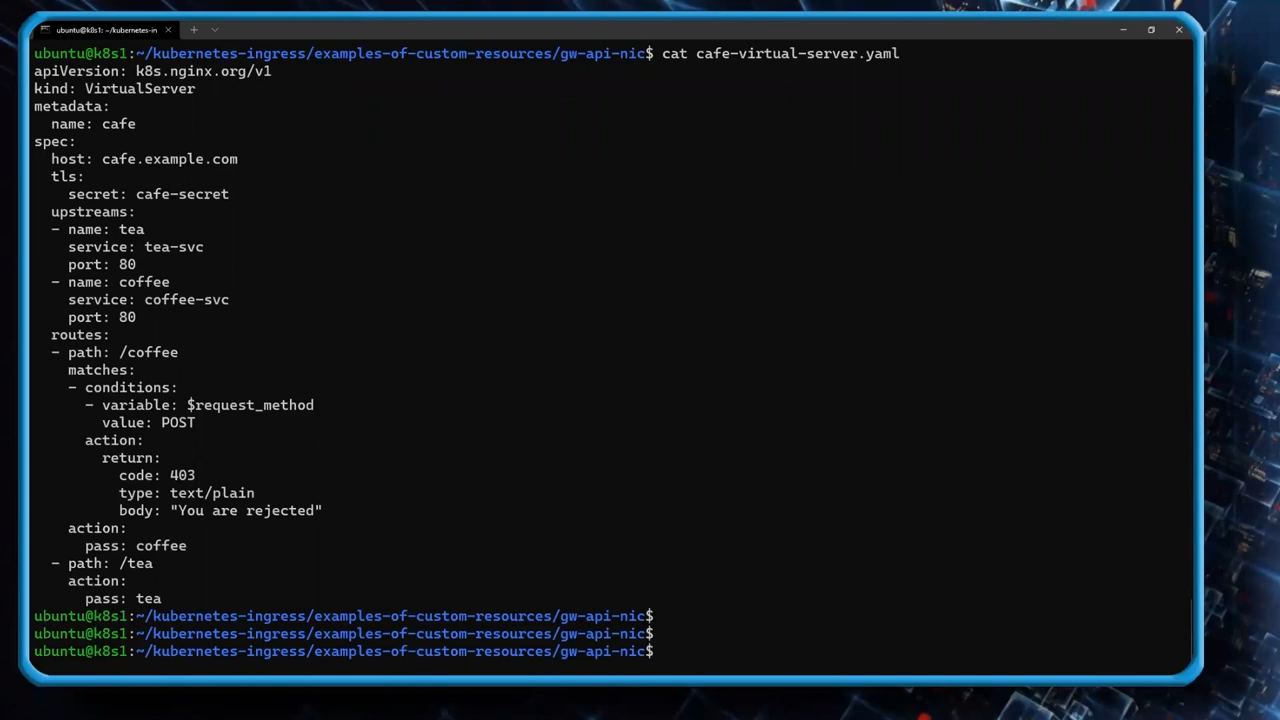 ubuntu@k8s1: ~/kubernetes-in
ubuntu@k8s1:~/kubernetes-ingress/examples-of-custom-resources/gw-api-nic$ cat cafe-virtual-server.yaml
apiVersion: k8s.nginx.org/v1
kind: VirtualServer
metadata:
  name: cafe
spec:
  host: cafe.example.com
  tls:
    secret: cafe-secret
  upstreams:
  - name: tea
    service: tea-svc
    port: 80
  - name: coffee
    service: coffee-svc
    port: 80
  routes:
  - path: /coffee
    matches:
    - conditions:
      - variable: $request_method
        value: POST
      action:
        return:
          code: 403
          type: text/plain
          body: "You are rejected"
    action:
      pass: coffee
  - path: /tea
    action:
      pass: tea
ubuntu@k8s1:~/kubernetes-ingress/examples-of-custom-resources/gw-api-nic$
ubuntu@k8s1:~/kubernetes-ingress/examples-of-custom-resources/gw-api-nic$
ubuntu@k8s1:~/kubernetes-ingress/examples-of-custom-resources/gw-api-nic$